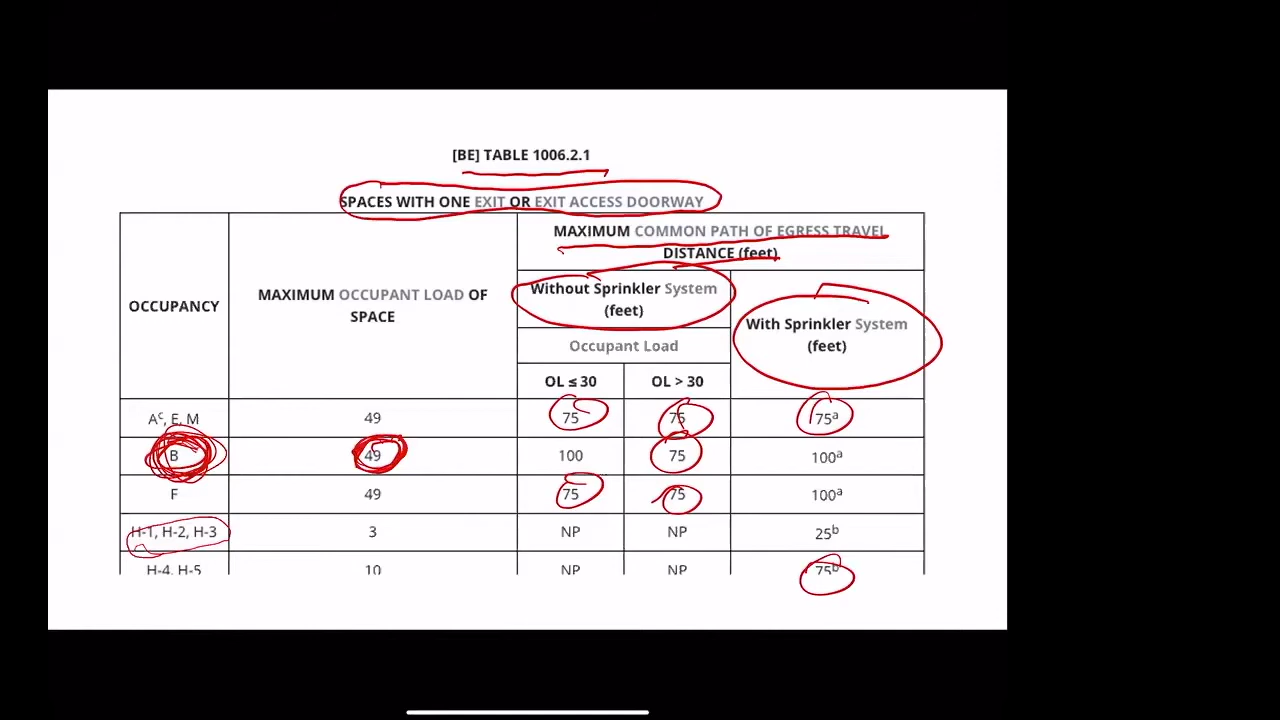 [BE] TABLE 1006.2.1
SPACES WITH ONE EXIT OR EXIT ACCESS DOORWAY
OCCUPANCY
MAXIMUM OCCUPANT LOAD OF
SPACE
MAXIMUM COMMON PATH OF EGRESS TRAVEL
DISTANCE (feet)
Without Sprinkler System
(feet)
With Sprinkler System
(feet)
Occupant Load
OL ≤ 30 OL > 30
Aᶜ, E, M 49 75 75 75ᵃ
B 49 100 75 100ᵃ
F 49 75 75 100ᵃ
H-1, H-2, H-3 3 NP NP 25ᵇ
H-4, H-5 10 NP NP 75ᵇ